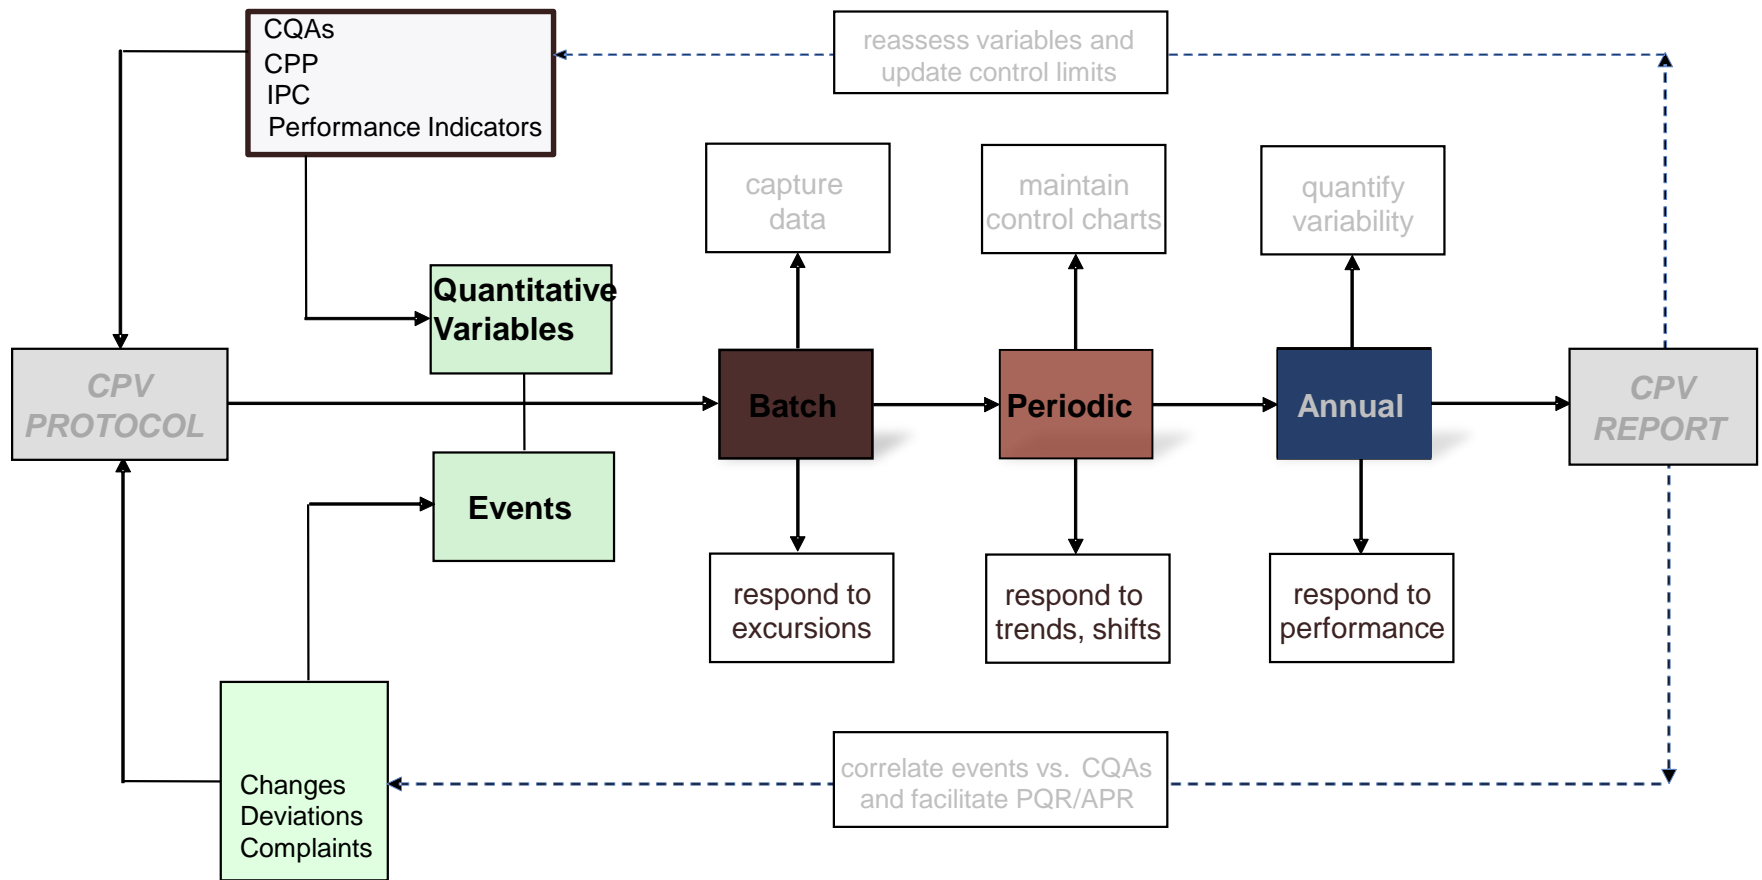 CQAs
CPP
IPC
Performance Indicators
reassess variables and
update control limits
capture
data
maintain
control charts
quantify
variability
Quantitative
Variables
CPV
PROTOCOL
Batch
Periodic
Annual
CPV
REPORT
Events
respond to
excursions
respond to
trends, shifts
respond to
performance
Changes
Deviations
Complaints
correlate events vs. CQAs
and facilitate PQR/APR